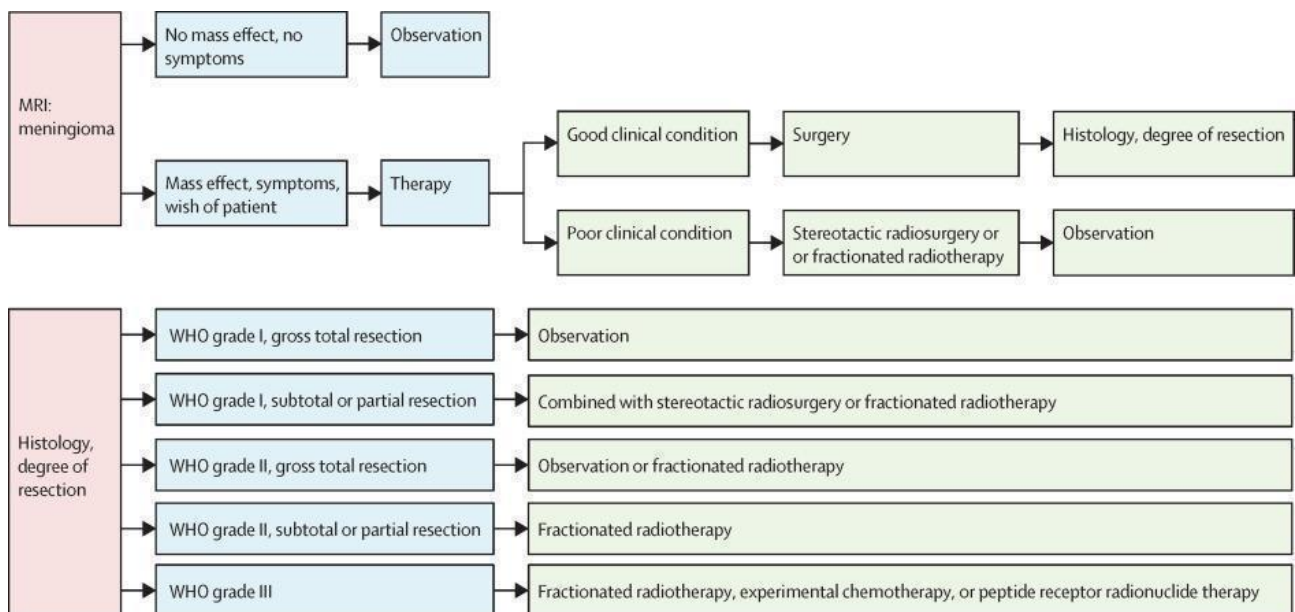 No mass effect, no
symptoms
Observation
MRI:
meningioma
Good clinical condition
Surgery
Histology, degree of resection
Mass effect, symptoms,
wish of patient
Therapy
Poor clinical condition
Stereotactic radiosurgery or
or fractionated radiotherapy
Observation
Histology,
degree of
resection
WHO grade I, gross total resection
Observation
WHO grade I, subtotal or partial resection
Combined with stereotactic radiosurgery or fractionated radiotherapy
WHO grade II, gross total resection
Observation or fractionated radiotherapy
WHO grade II, subtotal or partial resection
Fractionated radiotherapy
WHO grade III
Fractionated radiotherapy, experimental chemotherapy, or peptide receptor radionuclide therapy